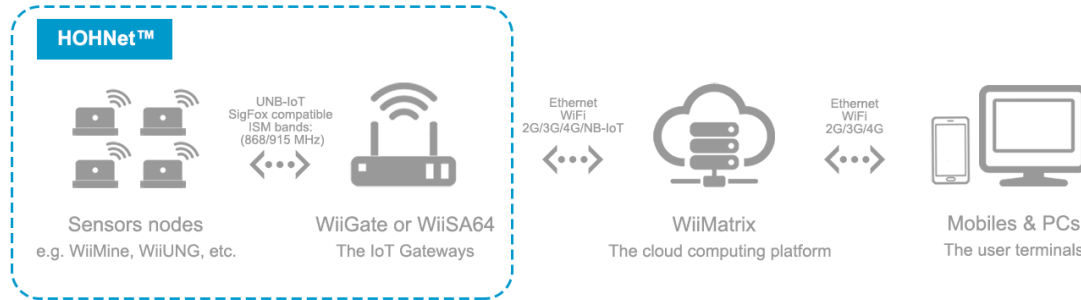 HOHNet™
UNB-IoT
SigFox compatible
ISM bands:
(868/915 MHz)
Ethernet
WiFi
2G/3G/4G/NB-IoT
Ethernet
WiFi
2G/3G/4G
Sensors nodes
e.g. WiiMine, WiiUNG, etc.
WiiGate or WiiSA64
The IoT Gateways
WiiMatrix
The cloud computing platform
Mobiles & PCs
The user terminals